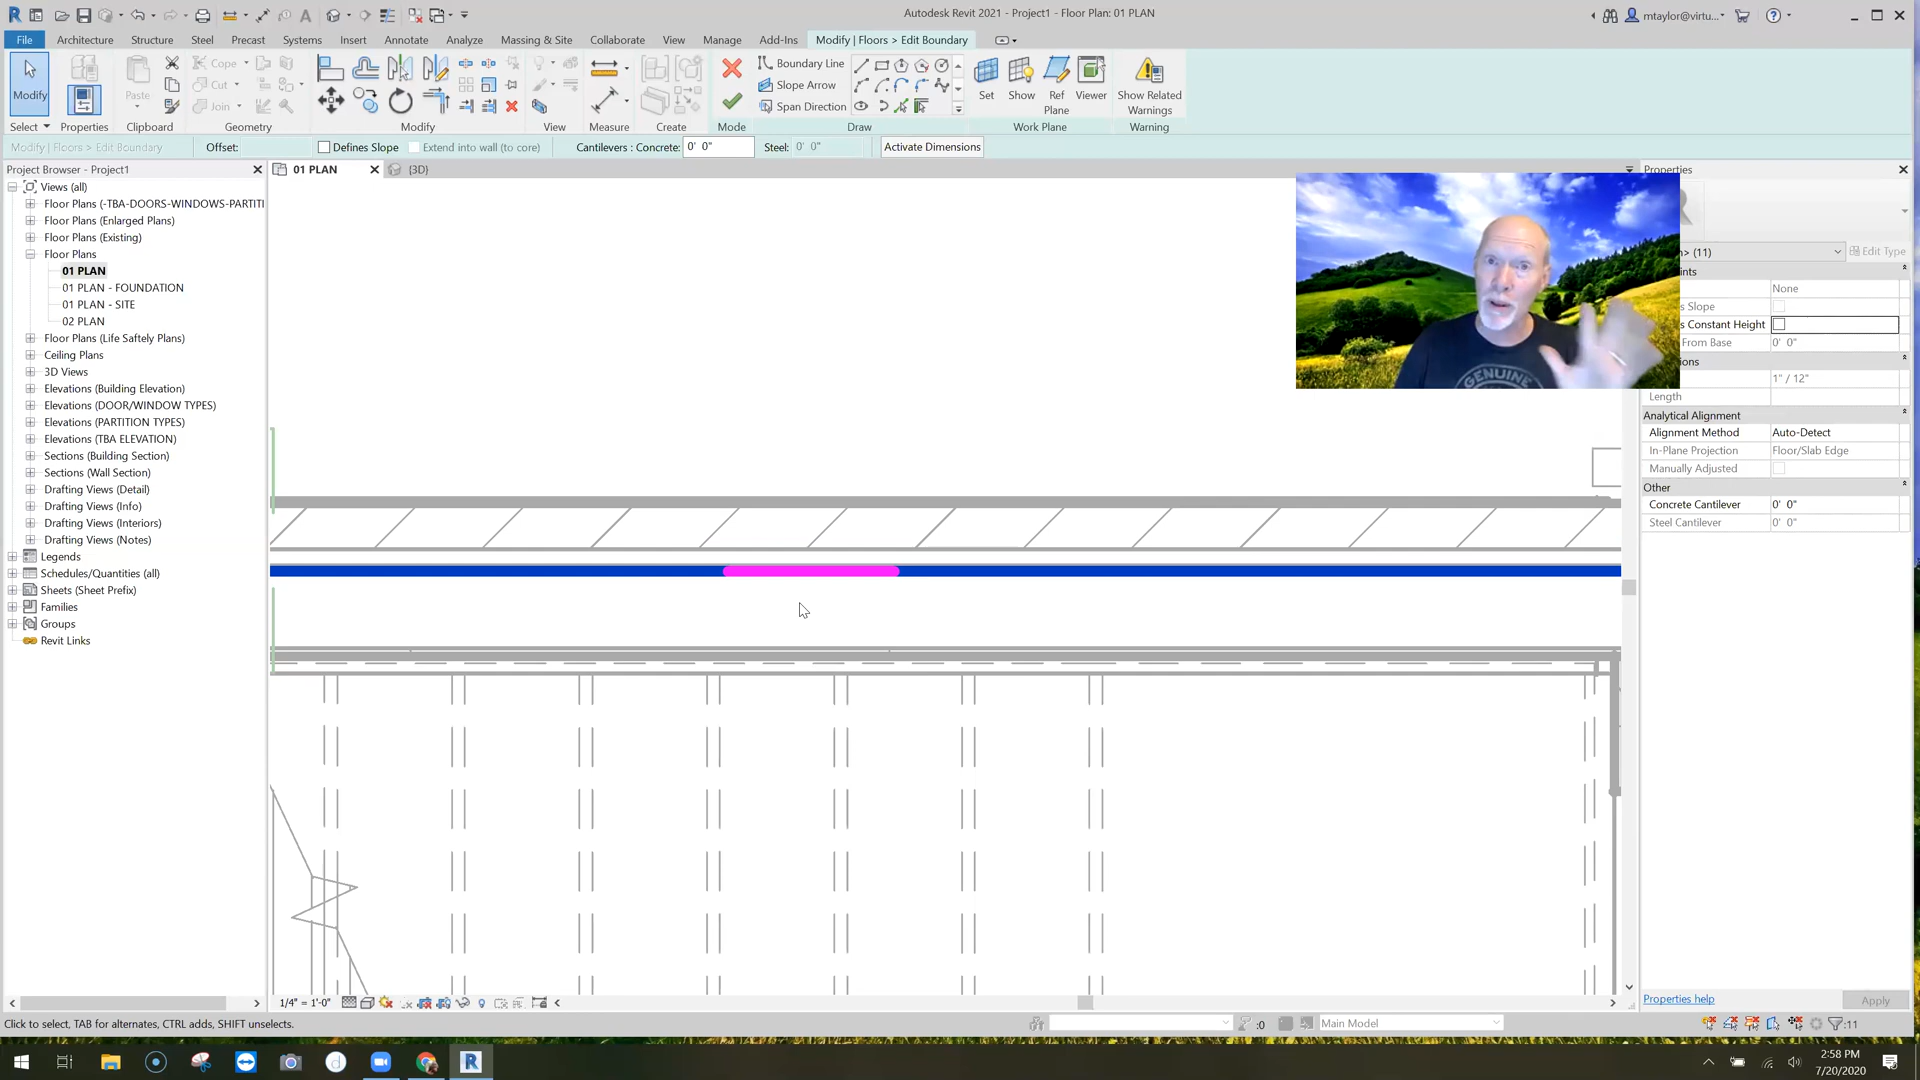 Autodesk Revit 2021 - Project1 - Floor Plan: 01 PLAN
mtaylor@virtu...
File Architecture Structure Steel Precast Systems Insert Annotate Analyze Massing & Site Collaborate View Manage Add-Ins Modify | Floors > Edit Boundary
Modify
Paste
Cope
Cut
Join
Boundary Line
Slope Arrow
Span Direction
Set
Show
Ref
Plane
Viewer
Show Related
Warnings
Select Properties Clipboard Geometry Modify View Measure Create Mode Draw Work Plane Warning
Modify | Floors > Edit Boundary Offset: Defines Slope Extend into wall (to core) Cantilevers : Concrete: 0' 0" Steel: 0' 0" Activate Dimensions
Project Browser - Project1
01 PLAN
{3D}
Properties
Views (all)
Floor Plans (-TBA-DOORS-WINDOWS-PARTITI
Floor Plans (Enlarged Plans)
Floor Plans (Existing)
Floor Plans
01 PLAN
01 PLAN - FOUNDATION
01 PLAN - SITE
02 PLAN
Floor Plans (Life Saftely Plans)
Ceiling Plans
3D Views
Elevations (Building Elevation)
Elevations (DOOR/WINDOW TYPES)
Elevations (PARTITION TYPES)
Elevations (TBA ELEVATION)
Sections (Building Section)
Sections (Wall Section)
Drafting Views (Detail)
Drafting Views (Info)
Drafting Views (Interiors)
Drafting Views (Notes)
Legends
Schedules/Quantities (all)
Sheets (Sheet Prefix)
Families
Groups
Revit Links
GENUINE
> (11) Edit Type
ints
None
s Slope
s Constant Height
From Base 0' 0"
ions
1" / 12"
Length
Analytical Alignment
Alignment Method Auto-Detect
In-Plane Projection Floor/Slab Edge
Manually Adjusted
Other
Concrete Cantilever 0' 0"
Steel Cantilever 0' 0"
Properties help Apply
1/4" = 1'-0"
Click to select, TAB for alternates, CTRL adds, SHIFT unselects.
:0 Main Model :11
2:58 PM
7/20/2020